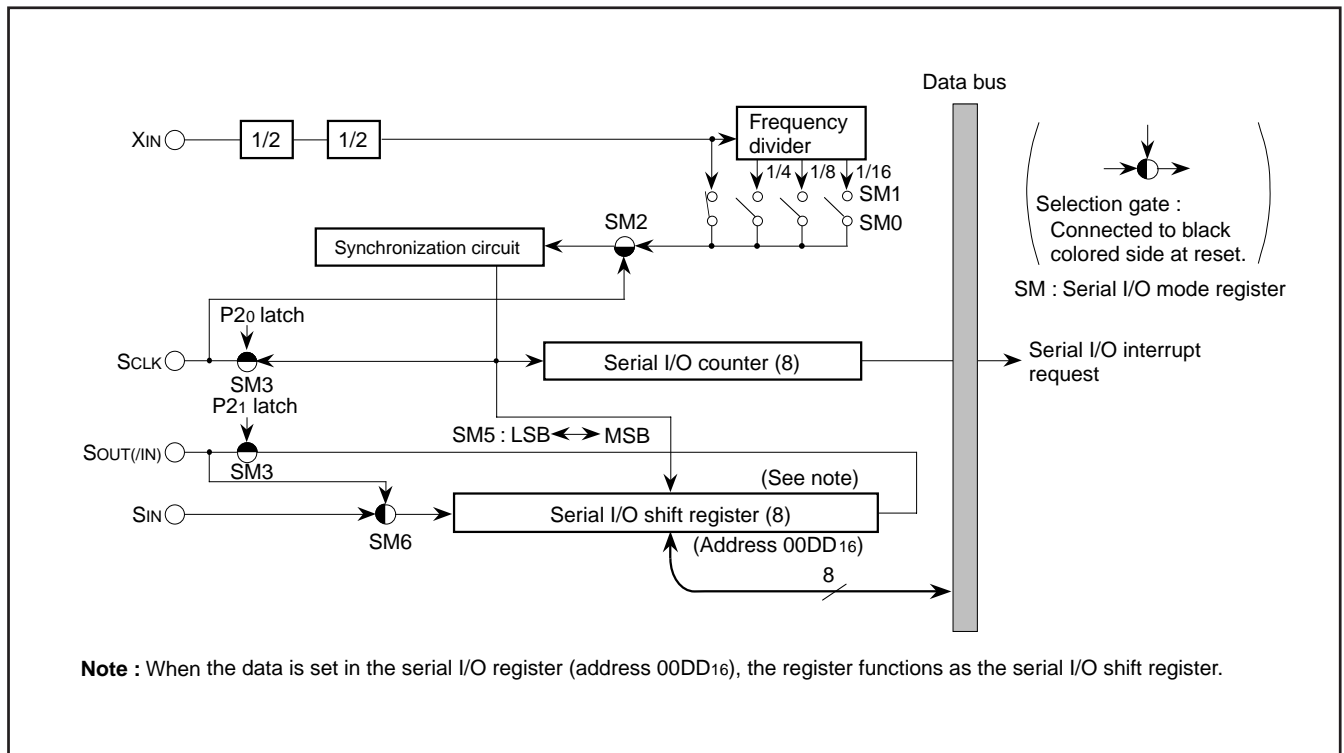 Data bus
XIN
1/2
1/2
Frequency
divider
1/4
1/8
1/16
SM1
SM0
SM2
Synchronization circuit
Selection gate :
Connected to black
colored side at reset.
SM : Serial I/O mode register
P20 latch
SCLK
SM3
Serial I/O counter (8)
Serial I/O interrupt
request
P21 latch
SOUT(/IN)
SM3
SM5 : LSB MSB
(See note)
SIN
SM6
Serial I/O shift register (8)
(Address 00DD16)
8
Note : When the data is set in the serial I/O register (address 00DD16), the register functions as the serial I/O shift register.